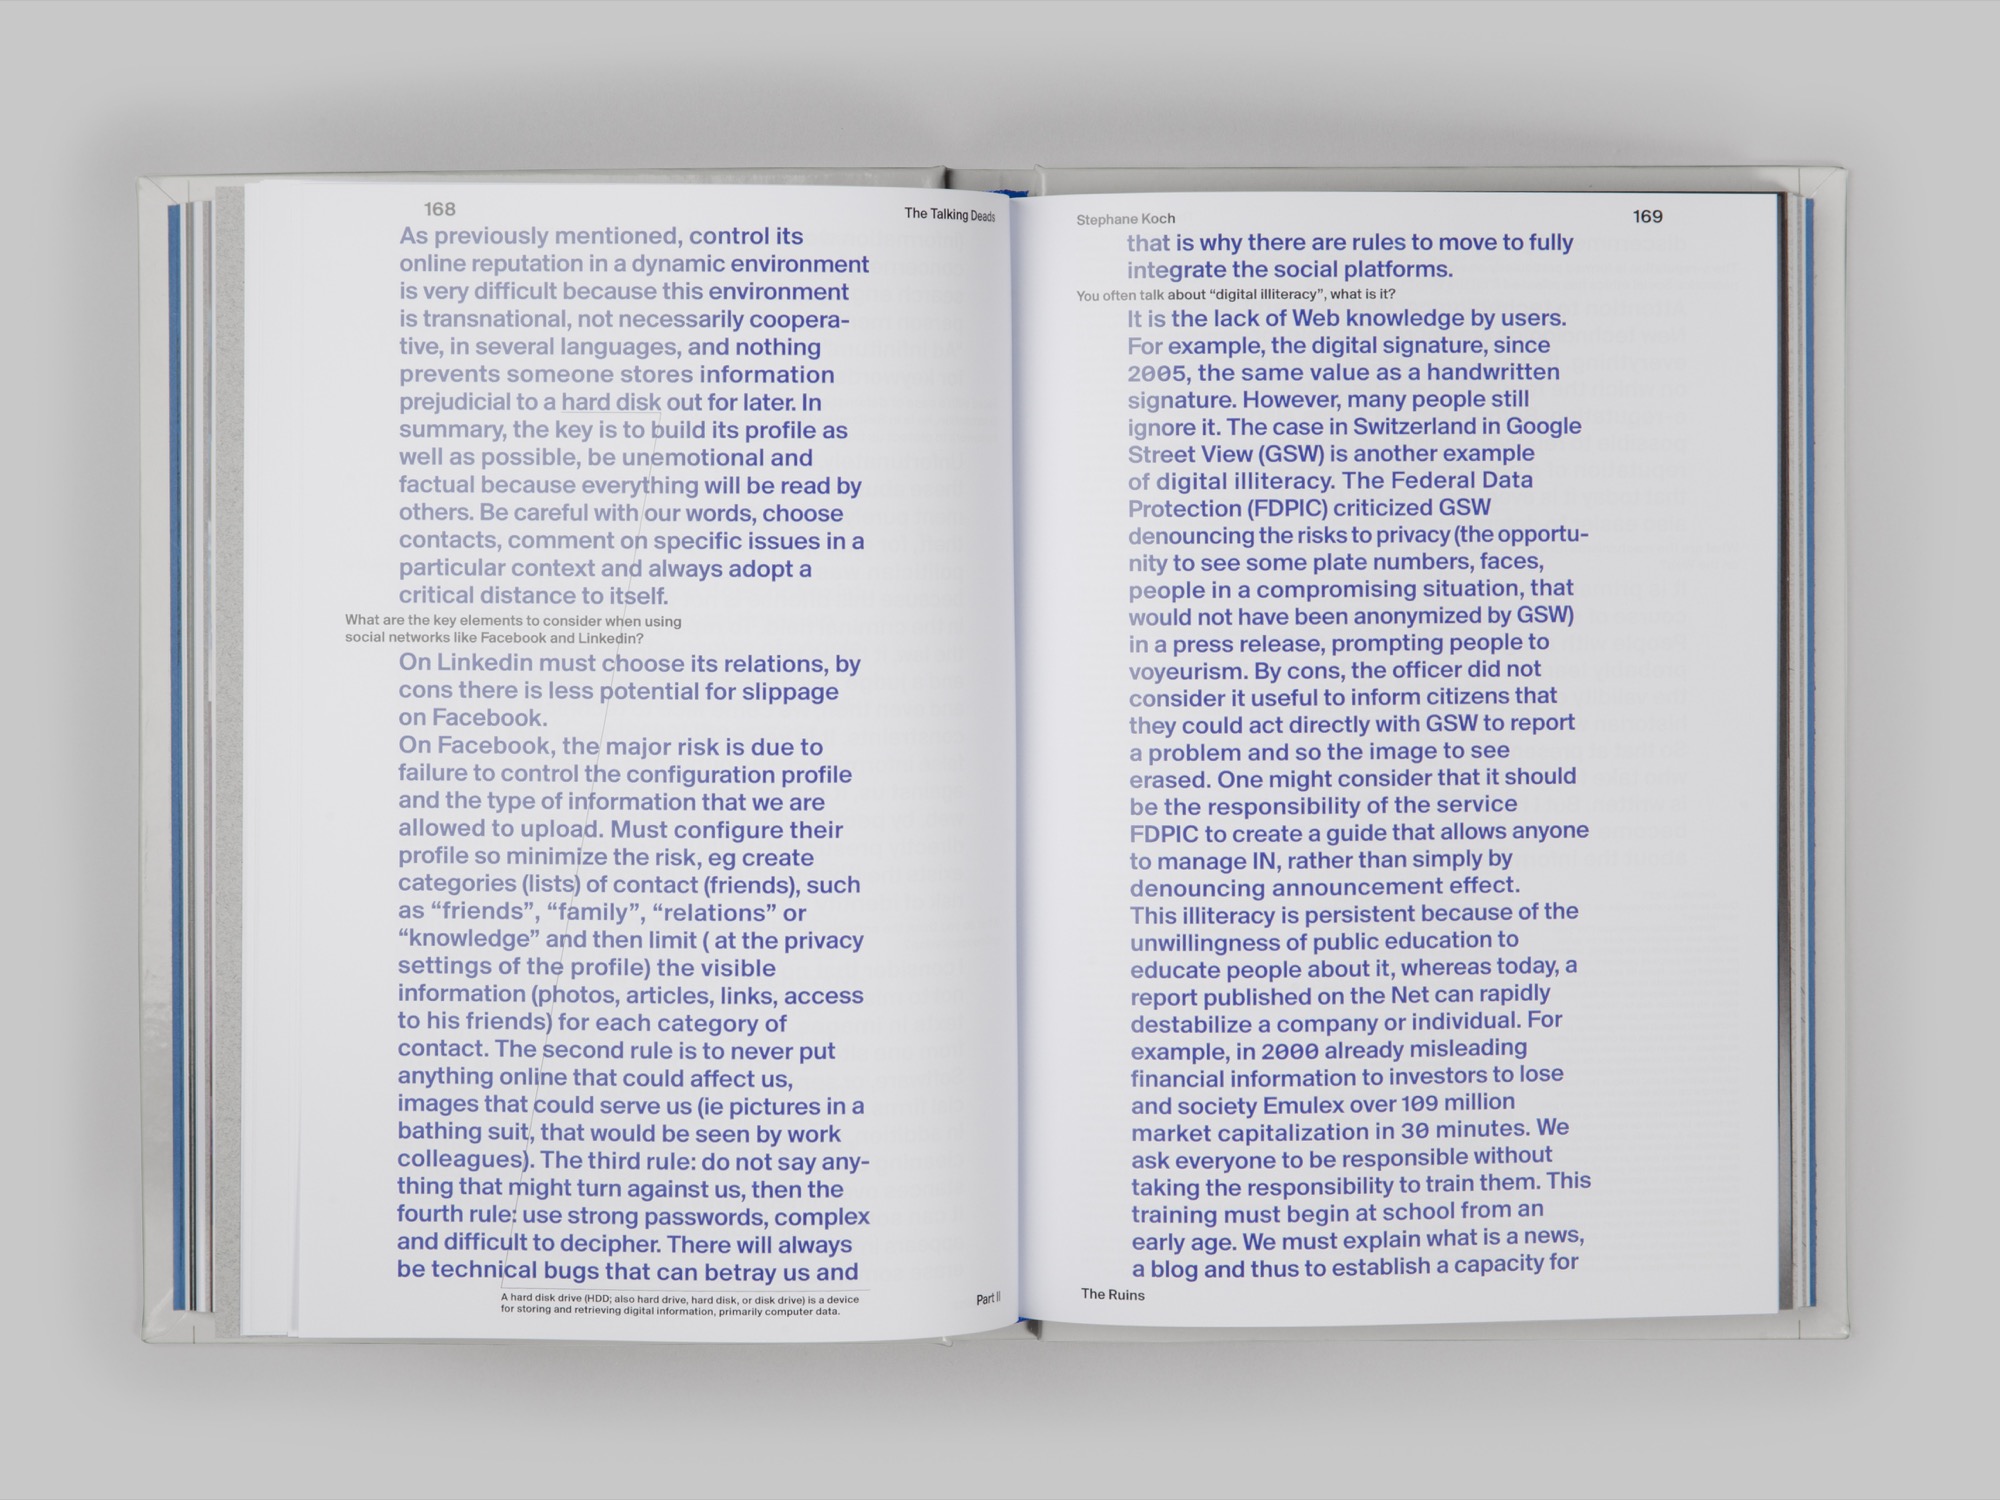 168
The Talking Deads
As previously mentioned, control its
online reputation in a dynamic environment
is very difficult because this environment
is transnational, not necessarily coopera-
tive, in several languages, and nothing
prevents someone stores information
prejudicial to a hard disk out for later. In
summary, the key is to build its profile as
well as possible, be unemotional and
factual because everything will be read by
others. Be careful with our words, choose
contacts, comment on specific issues in a
particular context and always adopt a
critical distance to itself.
What are the key elements to consider when using
social networks like Facebook and Linkedin?
On Linkedin must choose its relations, by
cons there is less potential for slippage
on Facebook.
On Facebook, the major risk is due to
failure to control the configuration profile
and the type of information that we are
allowed to upload. Must configure their
profile so minimize the risk, eg create
categories (lists) of contact (friends), such
as “friends”, “family”, “relations” or
“knowledge” and then limit ( at the privacy
settings of the profile) the visible
information (photos, articles, links, access
to his friends) for each category of
contact. The second rule is to never put
anything online that could affect us,
images that could serve us (ie pictures in a
bathing suit, that would be seen by work
colleagues). The third rule: do not say any-
thing that might turn against us, then the
fourth rule: use strong passwords, complex
and difficult to decipher. There will always
be technical bugs that can betray us and
A hard disk drive (HDD; also hard drive, hard disk, or disk drive) is a device
for storing and retrieving digital information, primarily computer data.
Part II
Stephane Koch
169
that is why there are rules to move to fully
integrate the social platforms.
You often talk about “digital illiteracy”, what is it?
It is the lack of Web knowledge by users.
For example, the digital signature, since
2005, the same value as a handwritten
signature. However, many people still
ignore it. The case in Switzerland in Google
Street View (GSW) is another example
of digital illiteracy. The Federal Data
Protection (FDPIC) criticized GSW
denouncing the risks to privacy (the opportu-
nity to see some plate numbers, faces,
people in a compromising situation, that
would not have been anonymized by GSW)
in a press release, prompting people to
voyeurism. By cons, the officer did not
consider it useful to inform citizens that
they could act directly with GSW to report
a problem and so the image to see
erased. One might consider that it should
be the responsibility of the service
FDPIC to create a guide that allows anyone
to manage IN, rather than simply by
denouncing announcement effect.
This illiteracy is persistent because of the
unwillingness of public education to
educate people about it, whereas today, a
report published on the Net can rapidly
destabilize a company or individual. For
example, in 2000 already misleading
financial information to investors to lose
and society Emulex over 109 million
market capitalization in 30 minutes. We
ask everyone to be responsible without
taking the responsibility to train them. This
training must begin at school from an
early age. We must explain what is a news,
a blog and thus to establish a capacity for
The Ruins